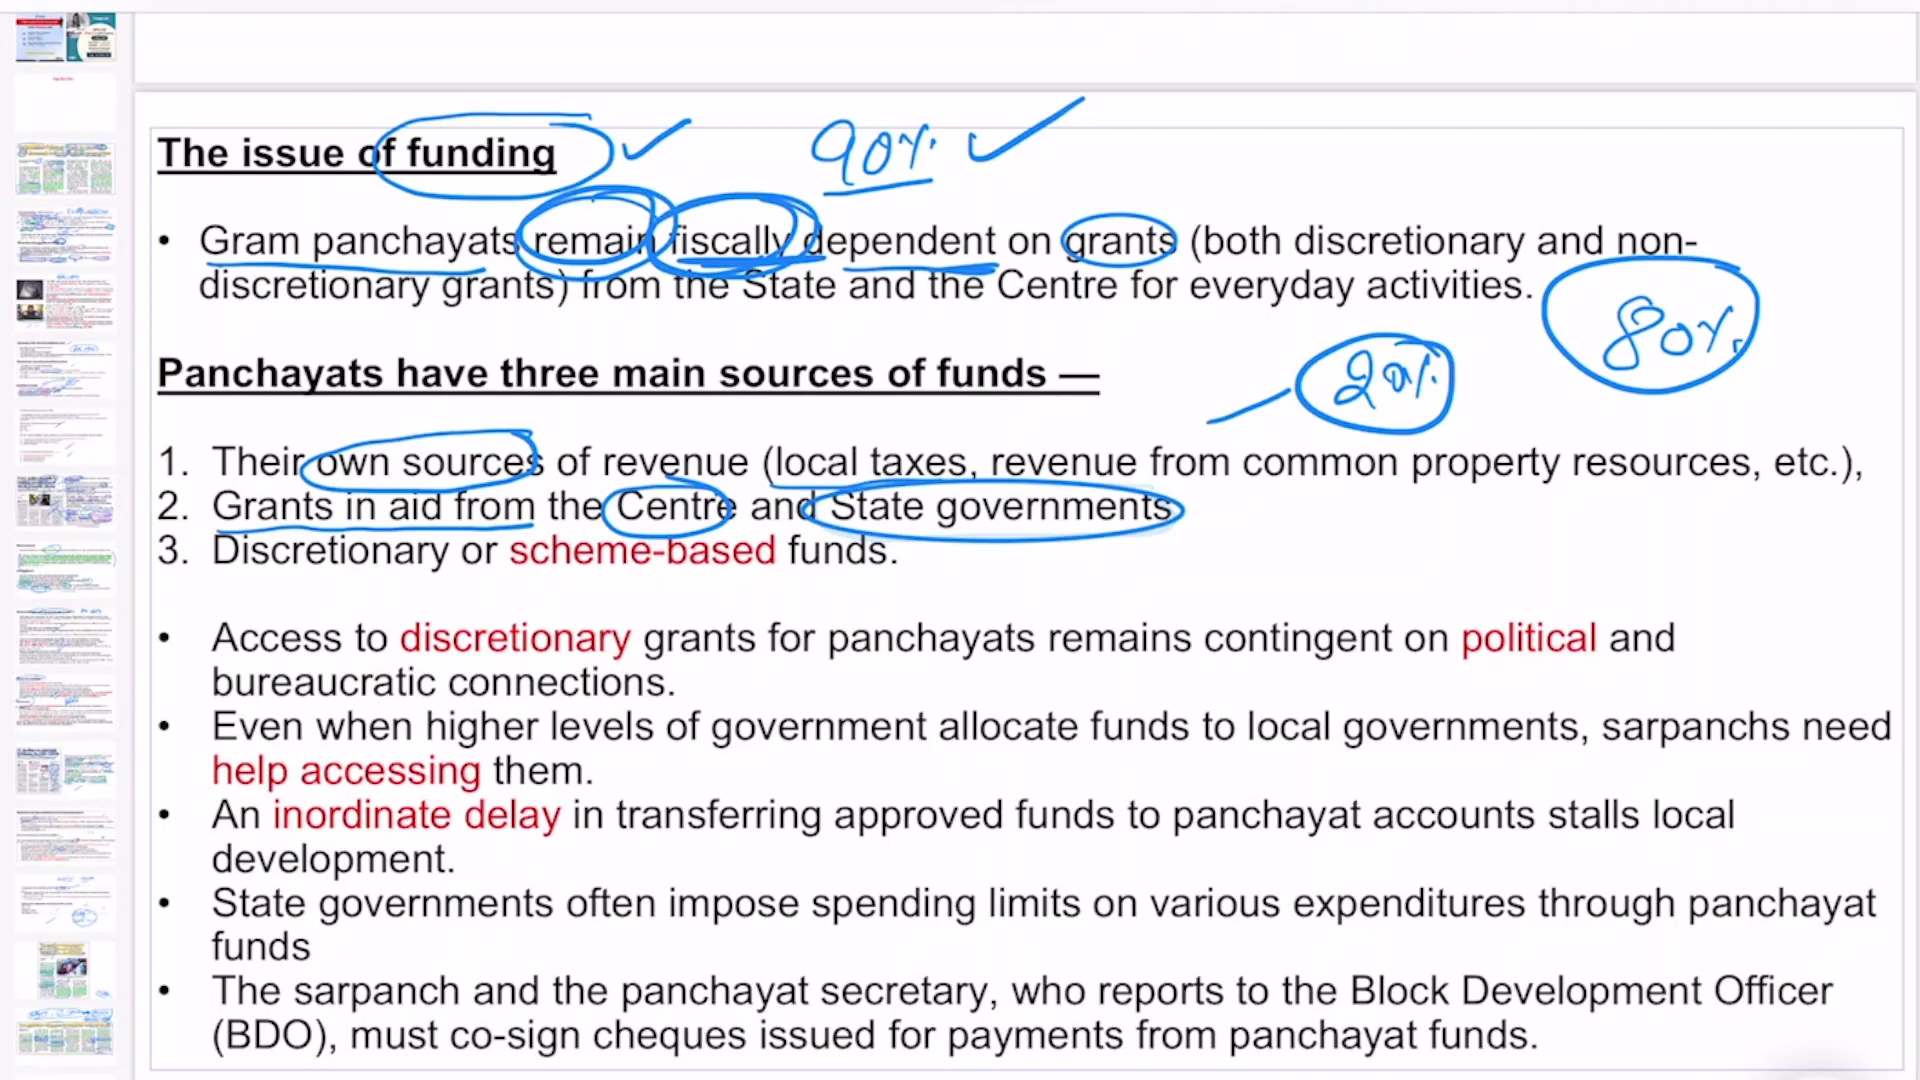 The issue of funding
90%
• Gram panchayats remain fiscally dependent on grants (both discretionary and non-
discretionary grants) from the State and the Centre for everyday activities.
80%
Panchayats have three main sources of funds —
20%
1. Their own sources of revenue (local taxes, revenue from common property resources, etc.),
2. Grants in aid from the Centre and State governments
3. Discretionary or scheme-based funds.
• Access to discretionary grants for panchayats remains contingent on political and
bureaucratic connections.
• Even when higher levels of government allocate funds to local governments, sarpanchs need
help accessing them.
• An inordinate delay in transferring approved funds to panchayat accounts stalls local
development.
• State governments often impose spending limits on various expenditures through panchayat
funds
• The sarpanch and the panchayat secretary, who reports to the Block Development Officer
(BDO), must co-sign cheques issued for payments from panchayat funds.